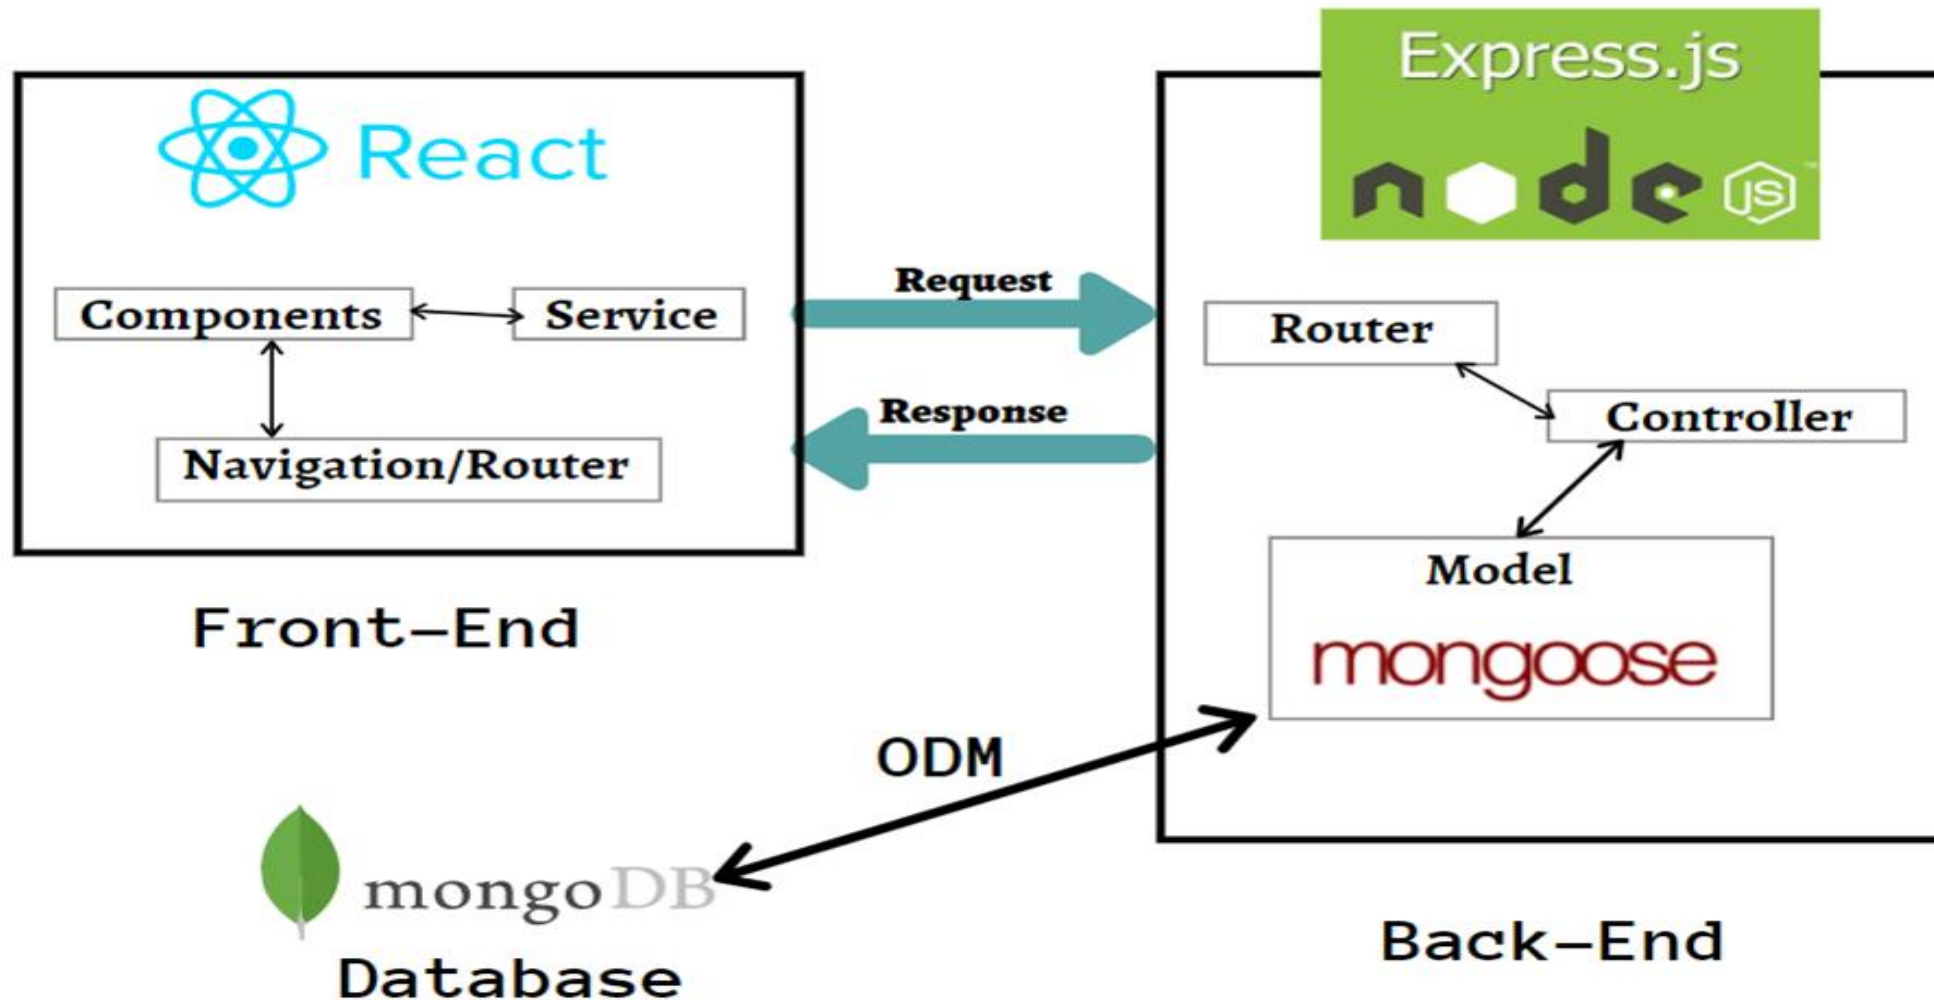 React
Components
Service
Navigation/Router
Front-End
Request
Response
Express.js
node JS
™
Router
Controller
Model
mongoose
ODM
mongoDB
Database
Back-End